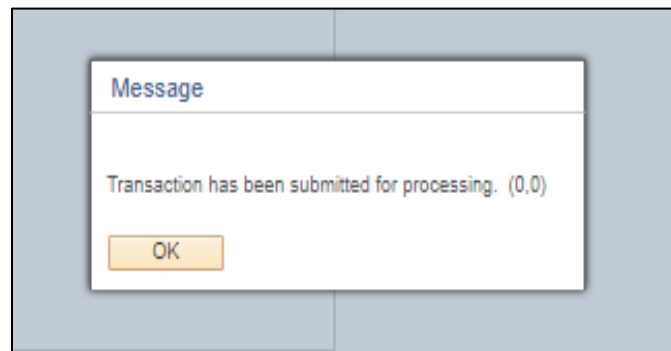 Message
Transaction has been submitted for processing.  (0,0)
OK